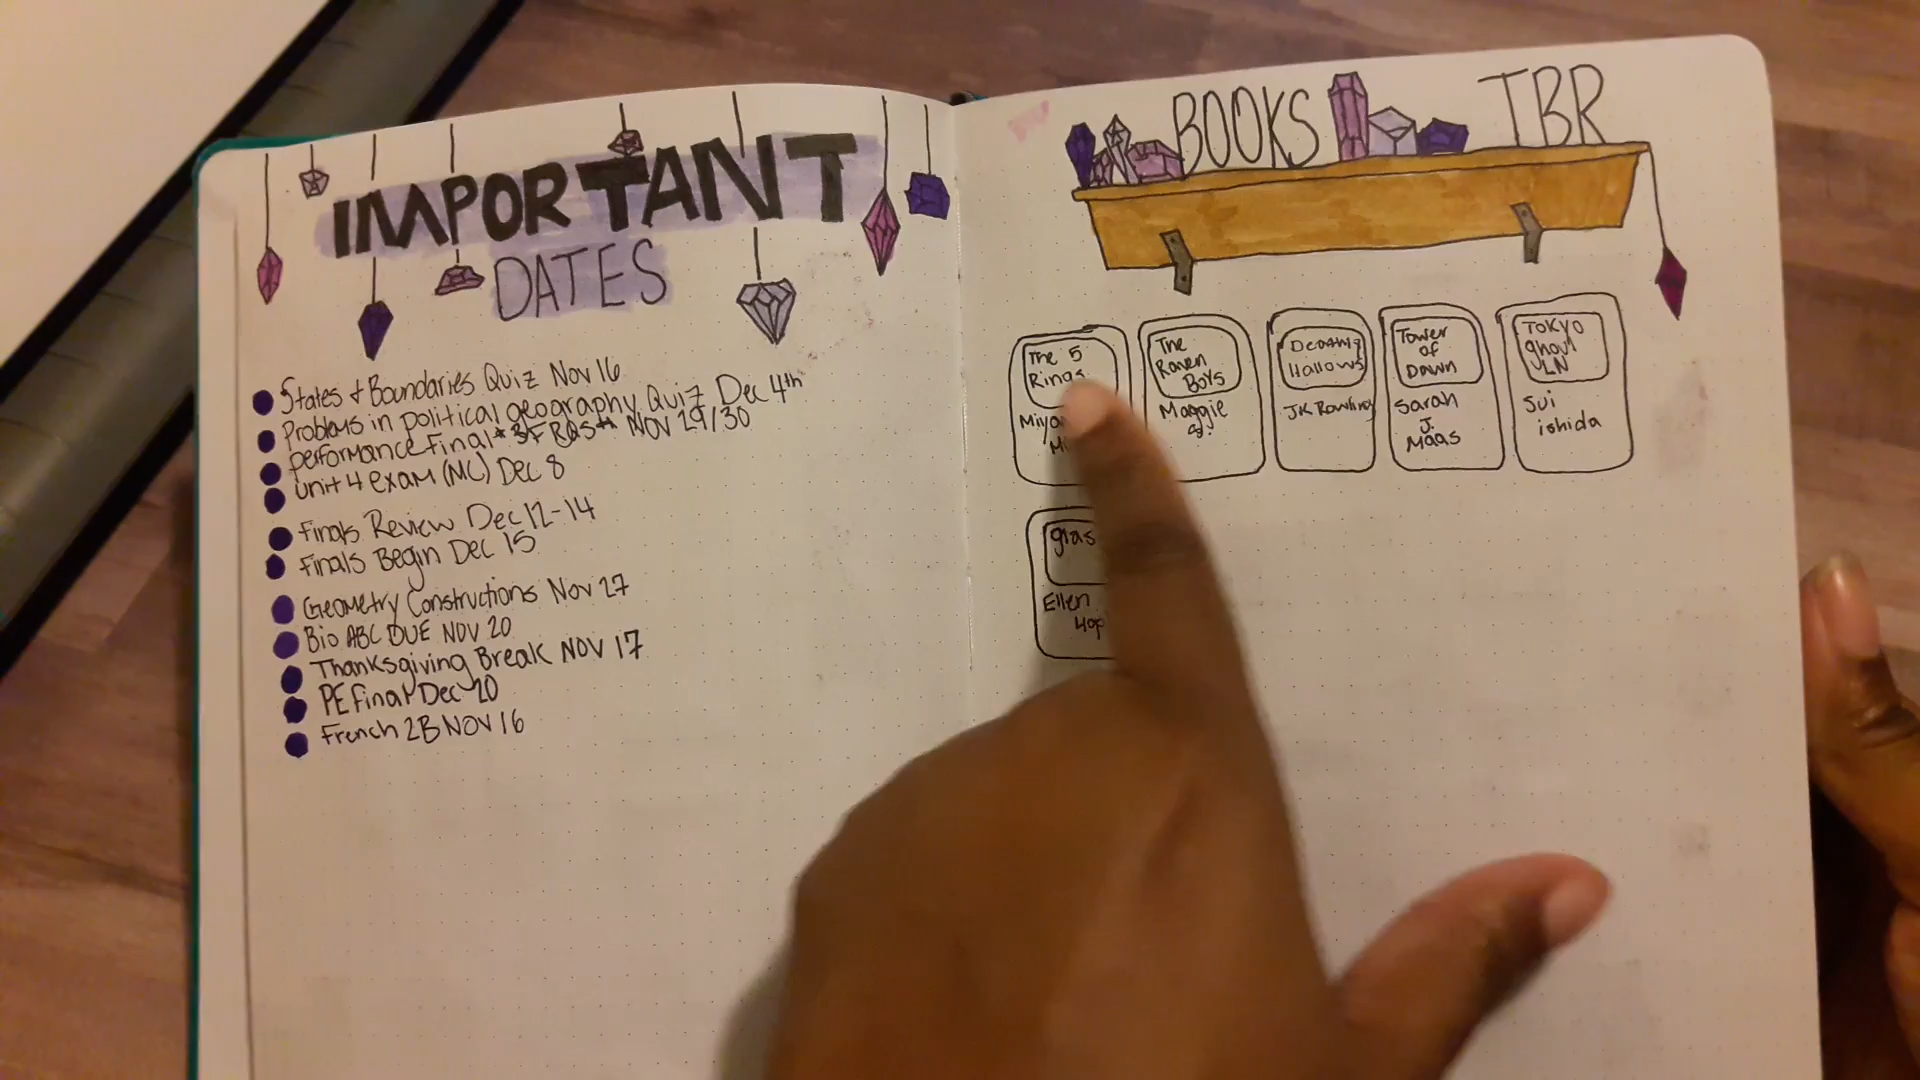 IMPORTANT
DATES
States & Boundaries Quiz Nov 16
Problems in political geography Quiz Dec 4th
performance Final *3 FRQs* NOV 29/30
unit 4 exam (MC) Dec 8
Finals Review Dec 12-14
Finals Begin Dec 15
Geometry Constructions Nov 27
Bio ABC DUE NOV 20
Thanksgiving Break NOV 17
PE final Dec 20
French 2B NOV 16
BOOKS TBR
The 5
Rings
The
Raven
Boys
Maggie
S.
Deathly
Hallows
JK Rowling
Tower
of
Dawn
Sarah
J.
Maas
TOKYO
ghoul
LN
Sui
ishida
Ellen